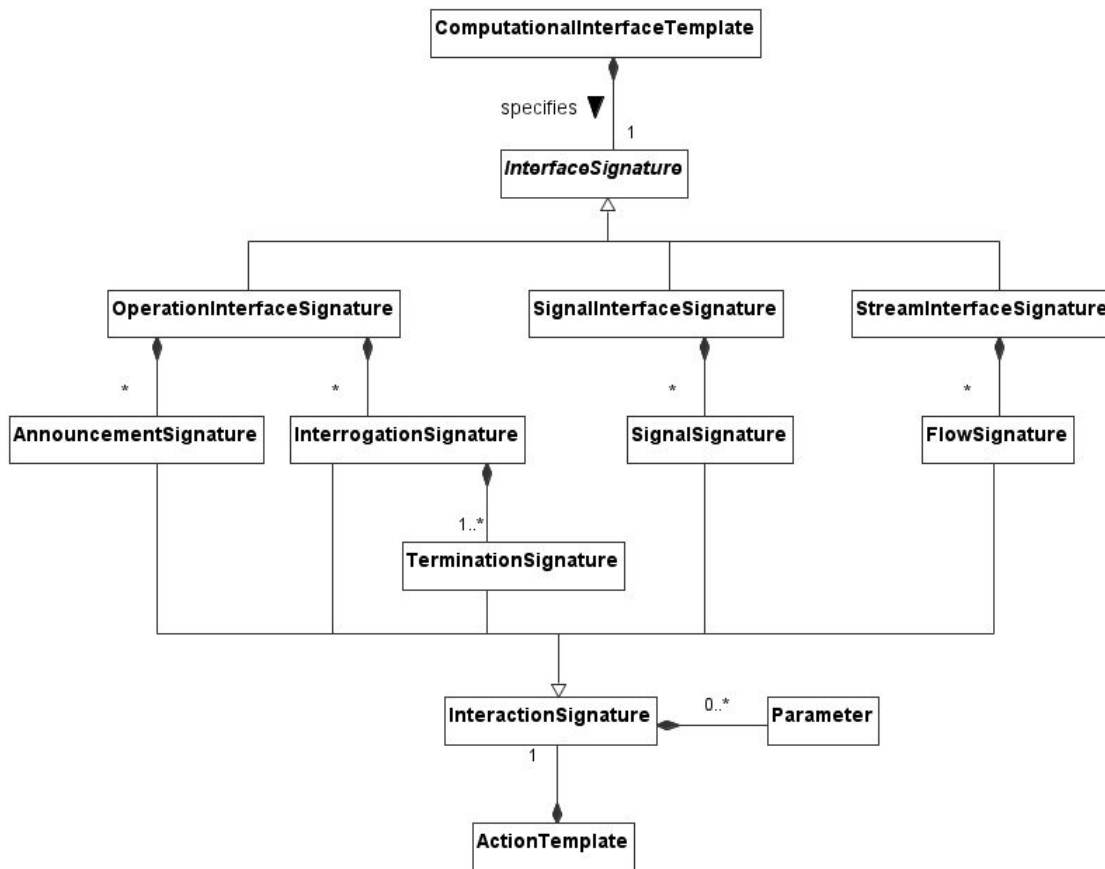 ComputationalInterfaceTemplate
specifies
1
InterfaceSignature
OperationInterfaceSignature
SignalInterfaceSignature
StreamInterfaceSignature
*
*
*
*
AnnouncementSignature
InterrogationSignature
SignalSignature
FlowSignature
1..*
TerminationSignature
InteractionSignature
0..*
Parameter
1
ActionTemplate